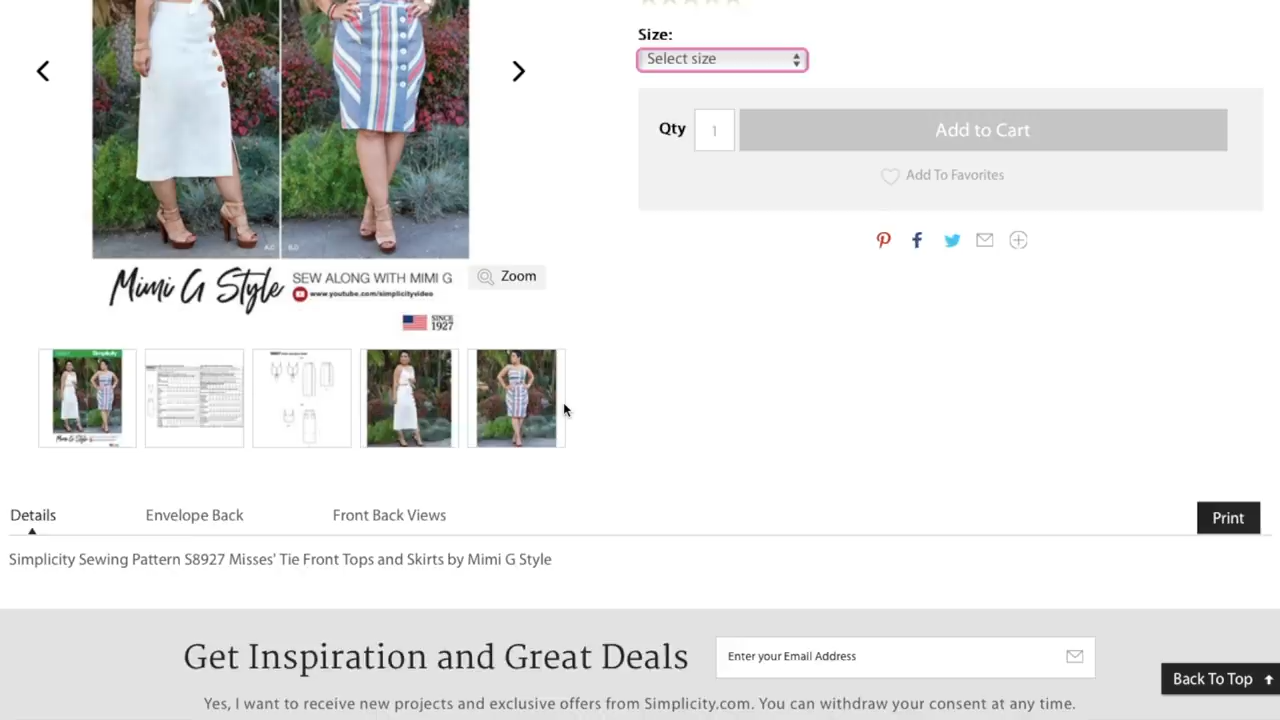 Size:
Select size
Qty
1
Add to Cart
Add To Favorites
A,C
B,D
Mimi G Style
SEW ALONG WITH MIMI G
www.youtube.com/simplicityvideo
Zoom
SINCE
1927
Simplicity
Mimi G Style
Details
Envelope Back
Front Back Views
Print
Simplicity Sewing Pattern S8927 Misses' Tie Front Tops and Skirts by Mimi G Style
Get Inspiration and Great Deals
Enter your Email Address
Back To Top
Yes, I want to receive new projects and exclusive offers from Simplicity.com. You can withdraw your consent at any time.